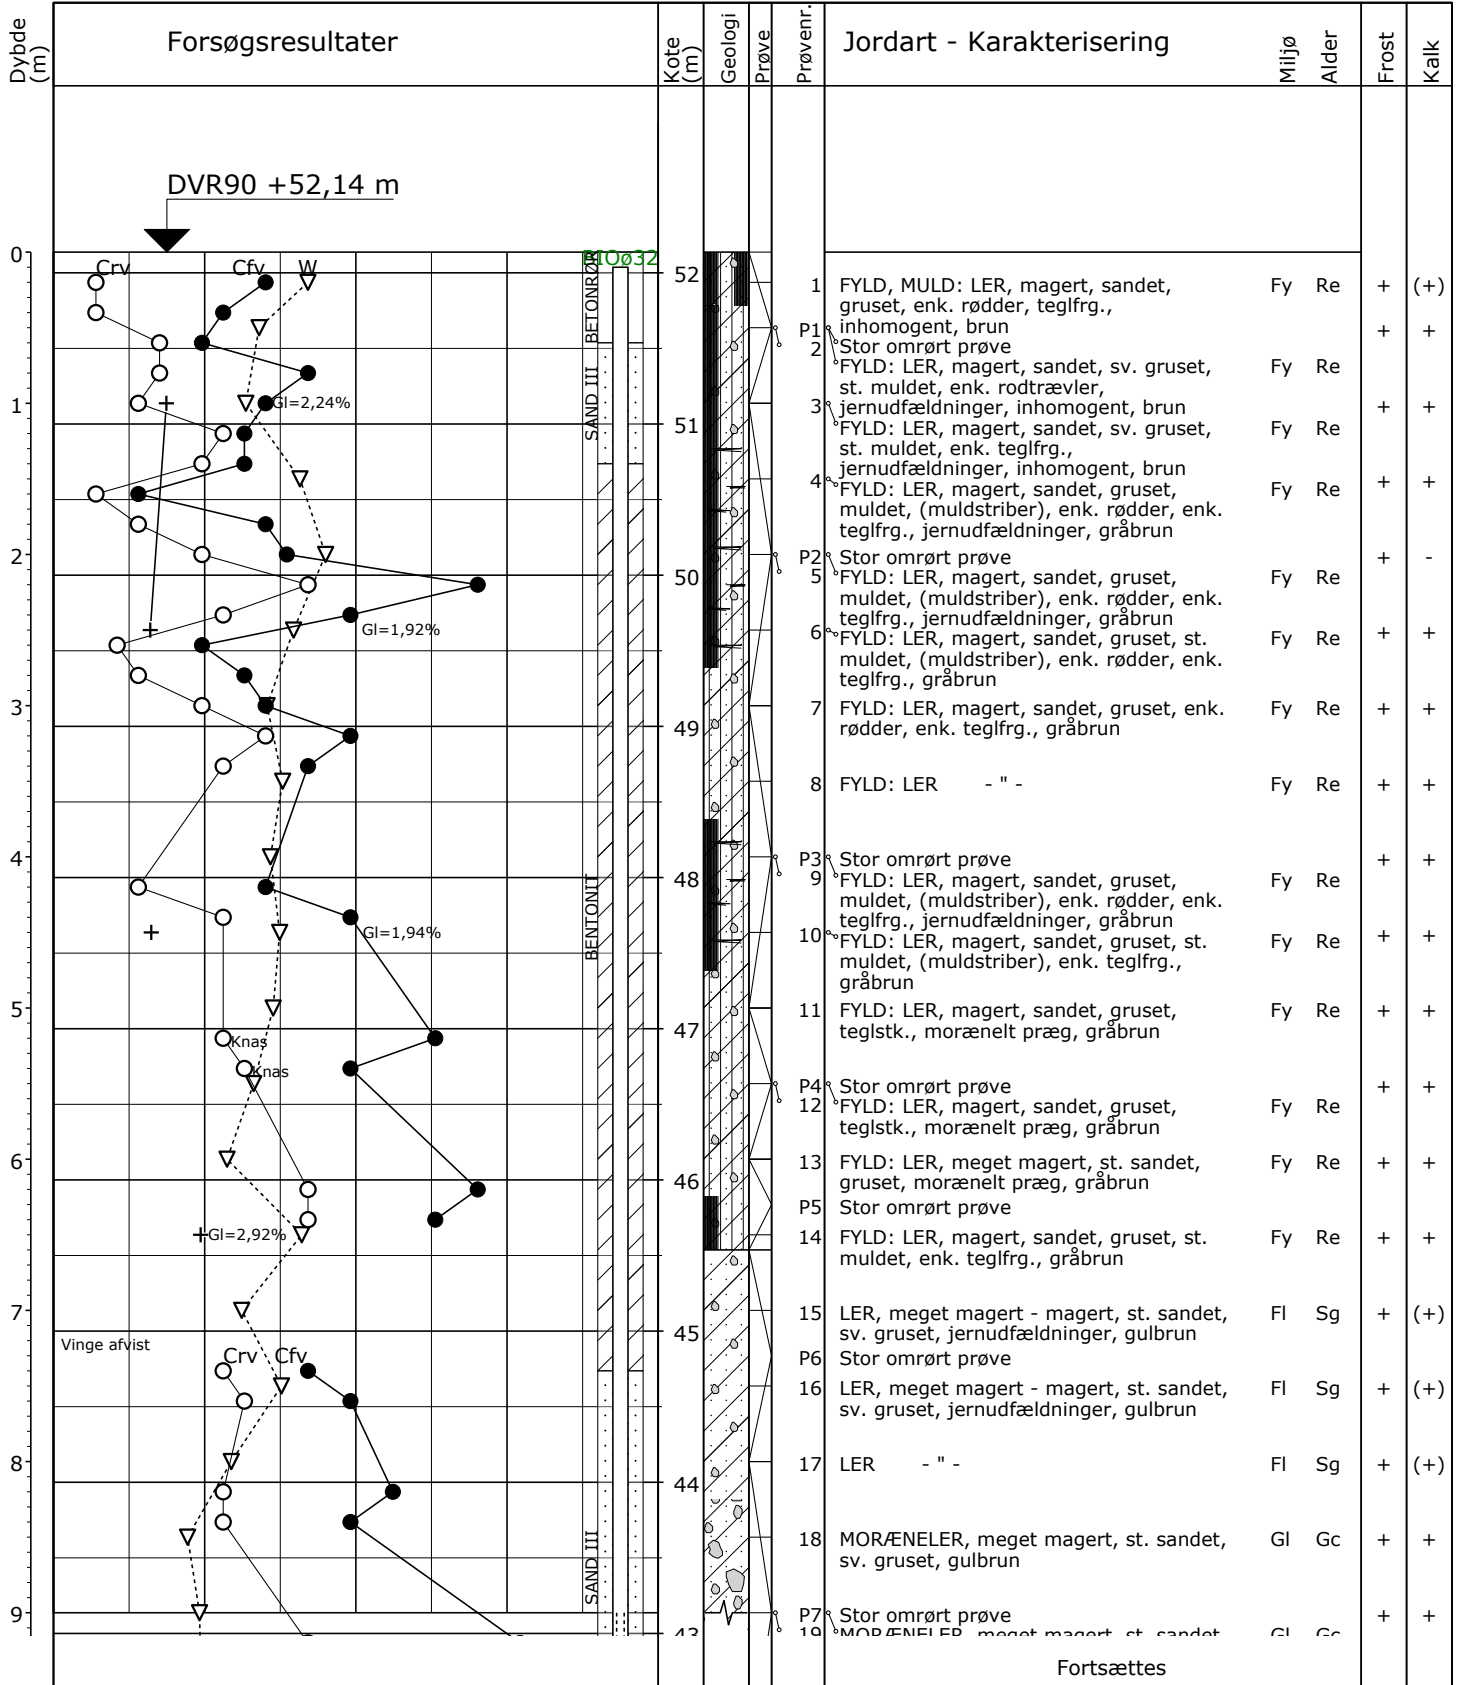 Dybde (m)
Forsøgsresultater
Kote (m)
Geologi
Prøve
Prøvenr.
Jordart - Karakterisering
Miljø
Alder
Frost
Kalk
DVR90 +52,14 m
0
Crv Cfv W
BETONRØR
PIOø32
52
1 FYLD, MULD: LER, magert, sandet, Fy Re + (+)
gruset, enk. rødder, teglfrg.,
inhomogent, brun
P1 + +
Stor omrørt prøve
2
FYLD: LER, magert, sandet, sv. gruset, Fy Re
st. muldet, enk. rodtrævler,
jernudfældninger, inhomogent, brun
1
Gl=2,24%
SAND III
51
3 + +
FYLD: LER, magert, sandet, sv. gruset, Fy Re
st. muldet, enk. teglfrg.,
jernudfældninger, inhomogent, brun
4 + +
FYLD: LER, magert, sandet, gruset, Fy Re
muldet, (muldstriber), enk. rødder, enk.
teglfrg., jernudfældninger, gråbrun
2
P2 Stor omrørt prøve + -
50
5 FYLD: LER, magert, sandet, gruset, Fy Re
muldet, (muldstriber), enk. rødder, enk.
teglfrg., jernudfældninger, gråbrun
Gl=1,92%
6 + +
FYLD: LER, magert, sandet, gruset, st. Fy Re
muldet, (muldstriber), enk. rødder, enk.
teglfrg., gråbrun
3
49
7 FYLD: LER, magert, sandet, gruset, enk. Fy Re + +
rødder, enk. teglfrg., gråbrun
8 FYLD: LER - " - Fy Re + +
4
P3 Stor omrørt prøve + +
48
9 FYLD: LER, magert, sandet, gruset, Fy Re
muldet, (muldstriber), enk. rødder, enk.
teglfrg., jernudfældninger, gråbrun
Gl=1,94%
BENTONIT
10 + +
FYLD: LER, magert, sandet, gruset, st. Fy Re
muldet, (muldstriber), enk. teglfrg.,
gråbrun
5
47
11 FYLD: LER, magert, sandet, gruset, Fy Re + +
teglstk., morænelt præg, gråbrun
Knas
Knas
P4 Stor omrørt prøve + +
12 FYLD: LER, magert, sandet, gruset, Fy Re
teglstk., morænelt præg, gråbrun
6
46
13 FYLD: LER, meget magert, st. sandet, Fy Re + +
gruset, morænelt præg, gråbrun
P5 Stor omrørt prøve
Gl=2,92%
14 FYLD: LER, magert, sandet, gruset, st. Fy Re + +
muldet, enk. teglfrg., gråbrun
7
45
15 LER, meget magert - magert, st. sandet, Fl Sg + (+)
sv. gruset, jernudfældninger, gulbrun
Vinge afvist
Crv Cfv
P6 Stor omrørt prøve
16 LER, meget magert - magert, st. sandet, Fl Sg + (+)
sv. gruset, jernudfældninger, gulbrun
8
44
17 LER - " - Fl Sg + (+)
18 MORÆNELER, meget magert, st. sandet, Gl Gc + +
sv. gruset, gulbrun
SAND III
9
P7 Stor omrørt prøve + +
43
19 MORÆNELER, meget magert, st. sandet, Gl Gc
Fortsættes